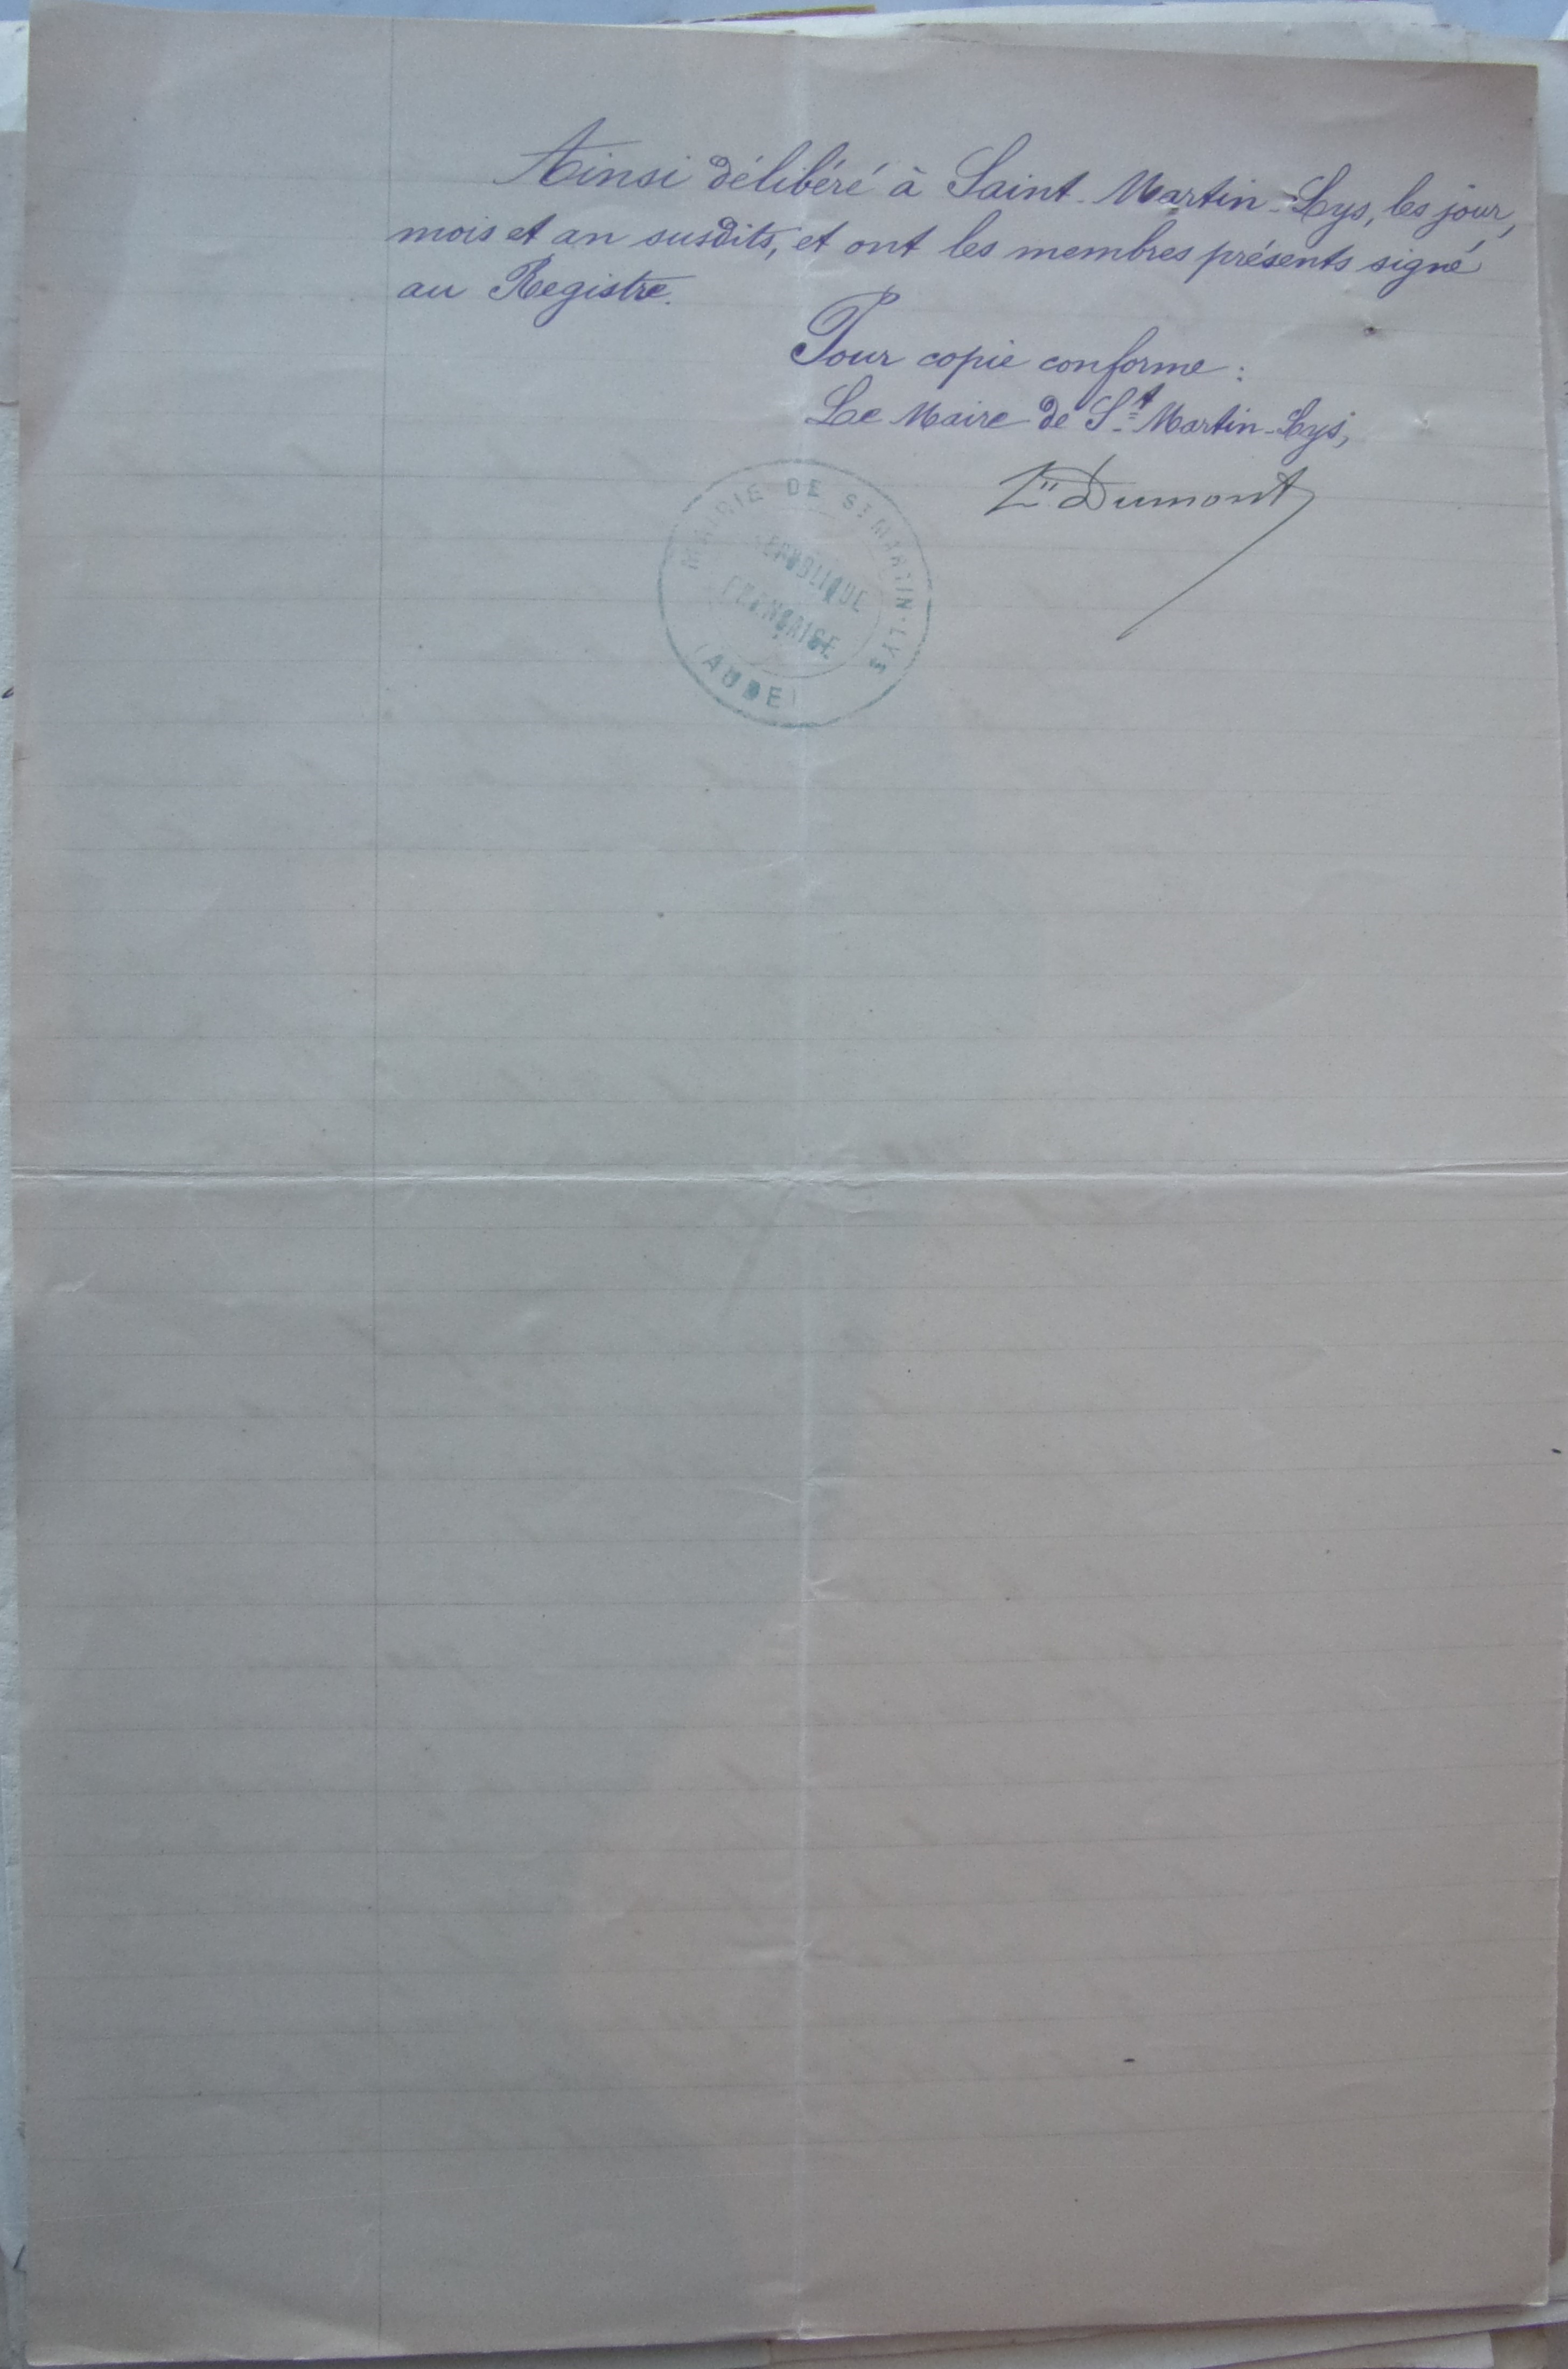 Ainsi délibéré à Saint-Martin-Lys, les jour,
mois et an susdits, et ont les membres présents signé
au Registre.
Pour copie conforme :
Le Maire de St Martin-Lys,
Dumont
MAIRIE DE ST MARTIN-LYS
RÉPUBLIQUE
FRANÇAISE
(AUDE)